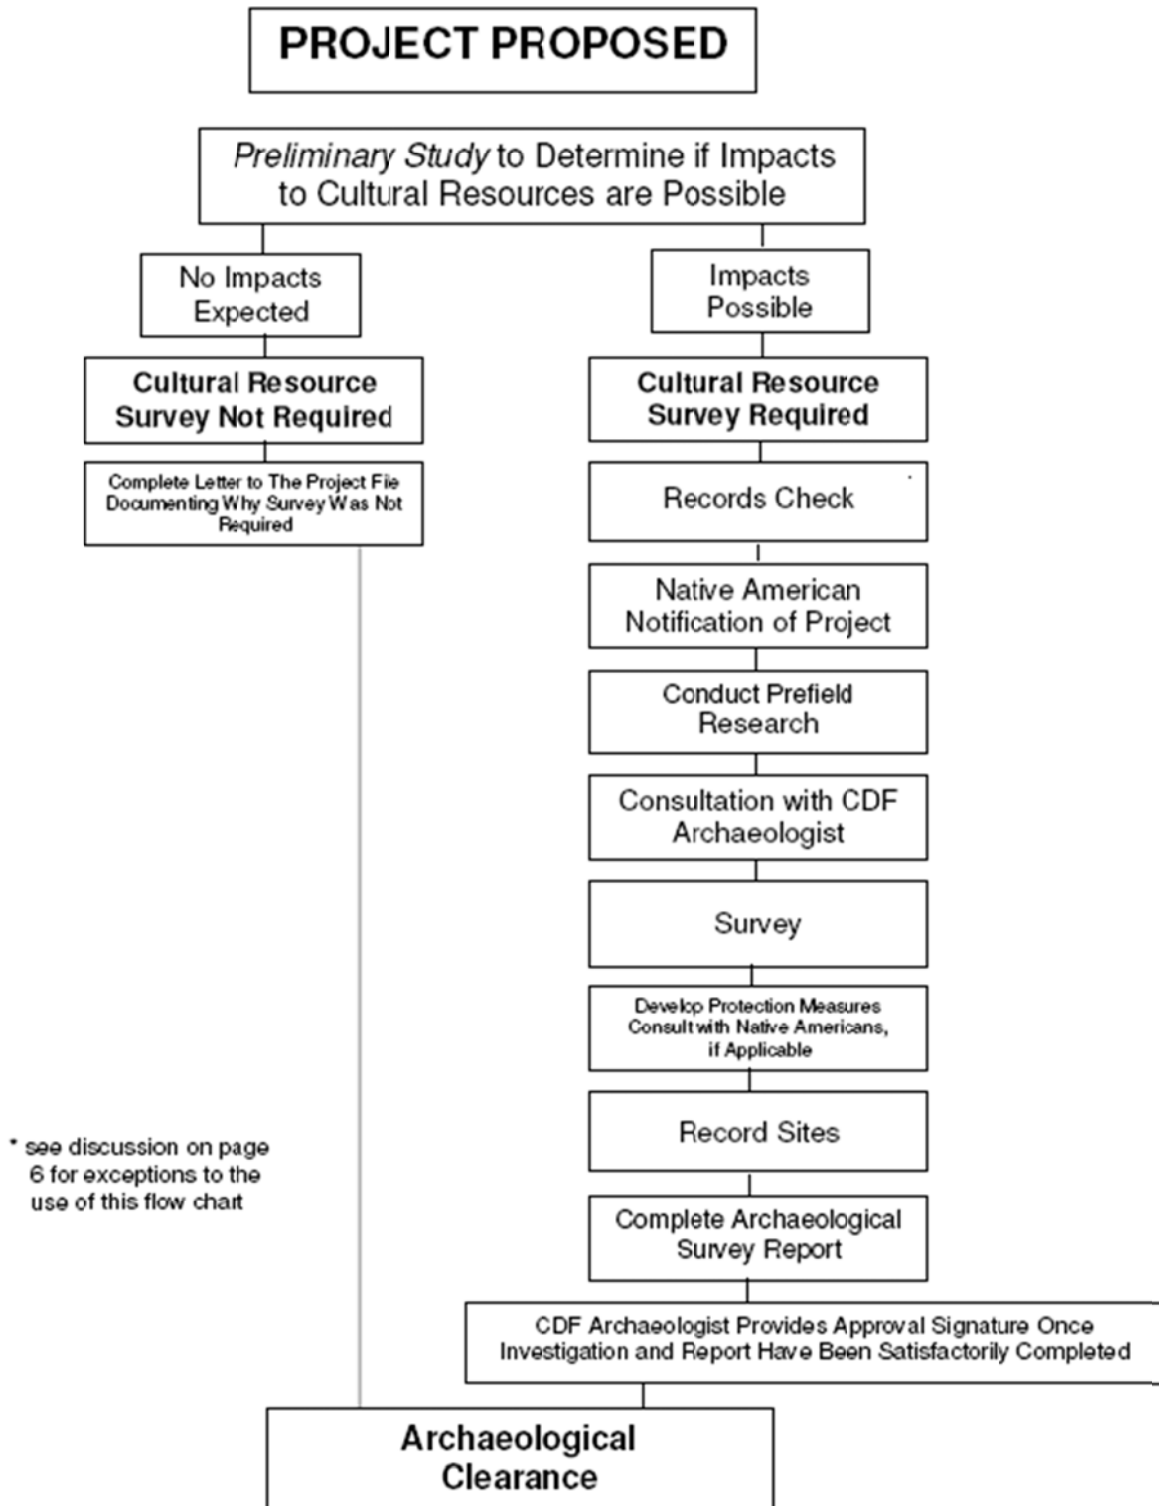 PROJECT PROPOSED
Preliminary Study to Determine if Impacts
to Cultural Resources are Possible
No Impacts
Expected
Cultural Resource
Survey Not Required
Complete Letter to The Project File
Documenting Why Survey Was Not
Required
Impacts
Possible
Cultural Resource
Survey Required
Records Check
Native American
Notification of Project
Conduct Prefield
Research
Consultation with CDF
Archaeologist
Survey
Develop Protection Measures
Consult with Native Americans,
if Applicable
Record Sites
Complete Archaeological
Survey Report
CDF Archaeologist Provides Approval Signature Once
Investigation and Report Have Been Satisfactorily Completed
Archaeological
Clearance
* see discussion on page
6 for exceptions to the
use of this flow chart